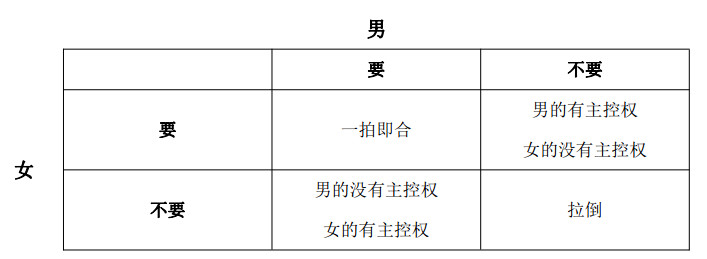 男
要
不要
要
一拍即合
男的有主控权
女的没有主控权
女
不要
男的没有主控权
女的有主控权
拉倒